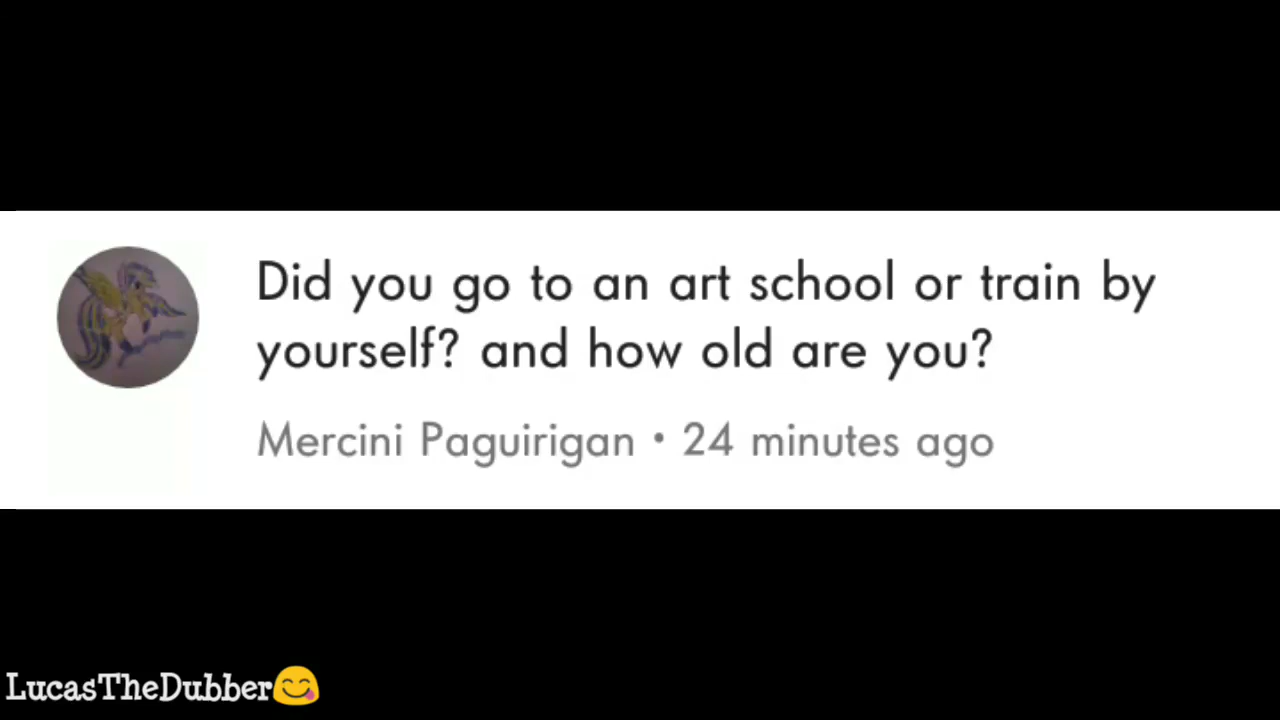 Did you go to an art school or train by
yourself? and how old are you?
Mercini Paguirigan • 24 minutes ago
LucasTheDubber😋